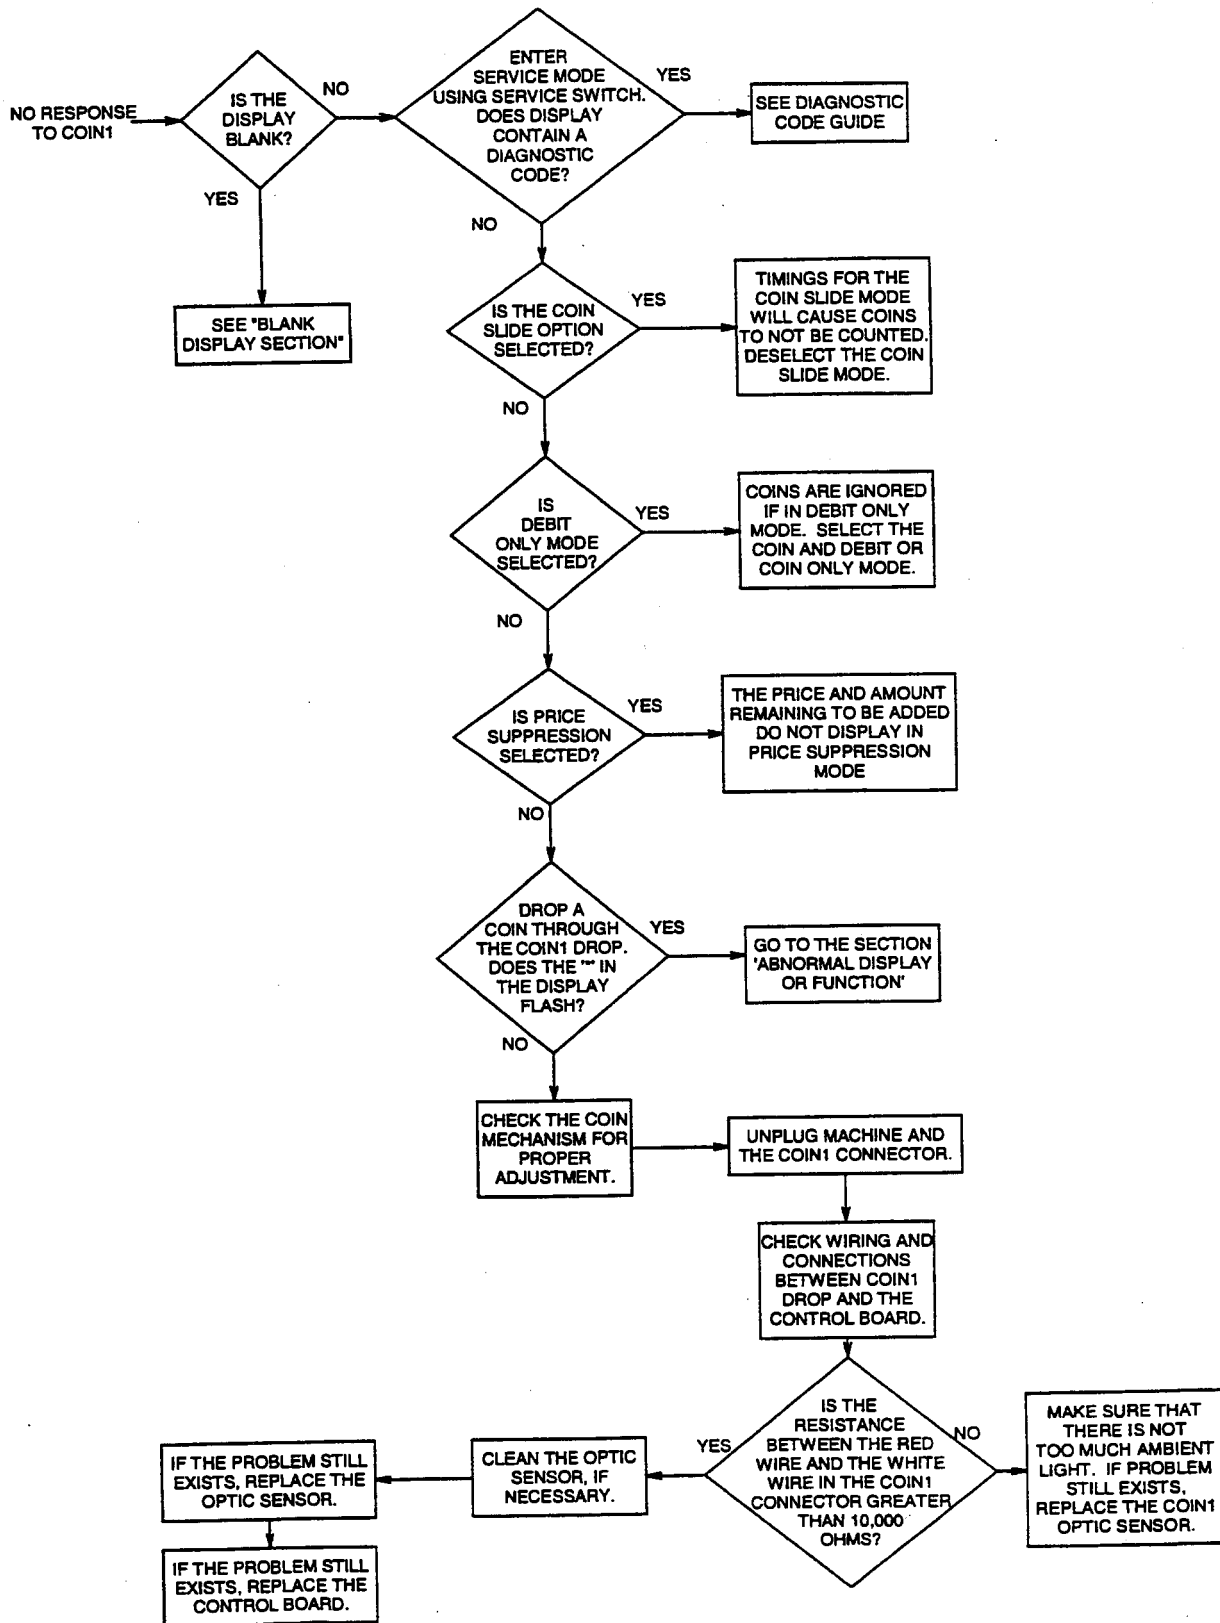 NO RESPONSE
TO COIN1
IS THE
DISPLAY
BLANK?
NO
YES
SEE "BLANK
DISPLAY SECTION"
ENTER
SERVICE MODE
USING SERVICE SWITCH.
DOES DISPLAY
CONTAIN A
DIAGNOSTIC
CODE?
YES
SEE DIAGNOSTIC
CODE GUIDE
NO
IS THE COIN
SLIDE OPTION
SELECTED?
YES
TIMINGS FOR THE
COIN SLIDE MODE
WILL CAUSE COINS
TO NOT BE COUNTED.
DESELECT THE COIN
SLIDE MODE.
NO
IS
DEBIT
ONLY MODE
SELECTED?
YES
COINS ARE IGNORED
IF IN DEBIT ONLY
MODE. SELECT THE
COIN AND DEBIT OR
COIN ONLY MODE.
NO
IS PRICE
SUPPRESSION
SELECTED?
YES
THE PRICE AND AMOUNT
REMAINING TO BE ADDED
DO NOT DISPLAY IN
PRICE SUPPRESSION
MODE
NO
DROP A
COIN THROUGH
THE COIN1 DROP.
DOES THE "" IN
THE DISPLAY
FLASH?
YES
GO TO THE SECTION
'ABNORMAL DISPLAY
OR FUNCTION'
NO
CHECK THE COIN
MECHANISM FOR
PROPER
ADJUSTMENT.
UNPLUG MACHINE AND
THE COIN1 CONNECTOR.
CHECK WIRING AND
CONNECTIONS
BETWEEN COIN1
DROP AND THE
CONTROL BOARD.
IS THE
RESISTANCE
BETWEEN THE RED
WIRE AND THE WHITE
WIRE IN THE COIN1
CONNECTOR GREATER
THAN 10,000
OHMS?
NO
MAKE SURE THAT
THERE IS NOT
TOO MUCH AMBIENT
LIGHT. IF PROBLEM
STILL EXISTS,
REPLACE THE COIN1
OPTIC SENSOR.
YES
CLEAN THE OPTIC
SENSOR, IF
NECESSARY.
IF THE PROBLEM STILL
EXISTS, REPLACE THE
OPTIC SENSOR.
IF THE PROBLEM STILL
EXISTS, REPLACE THE
CONTROL BOARD.